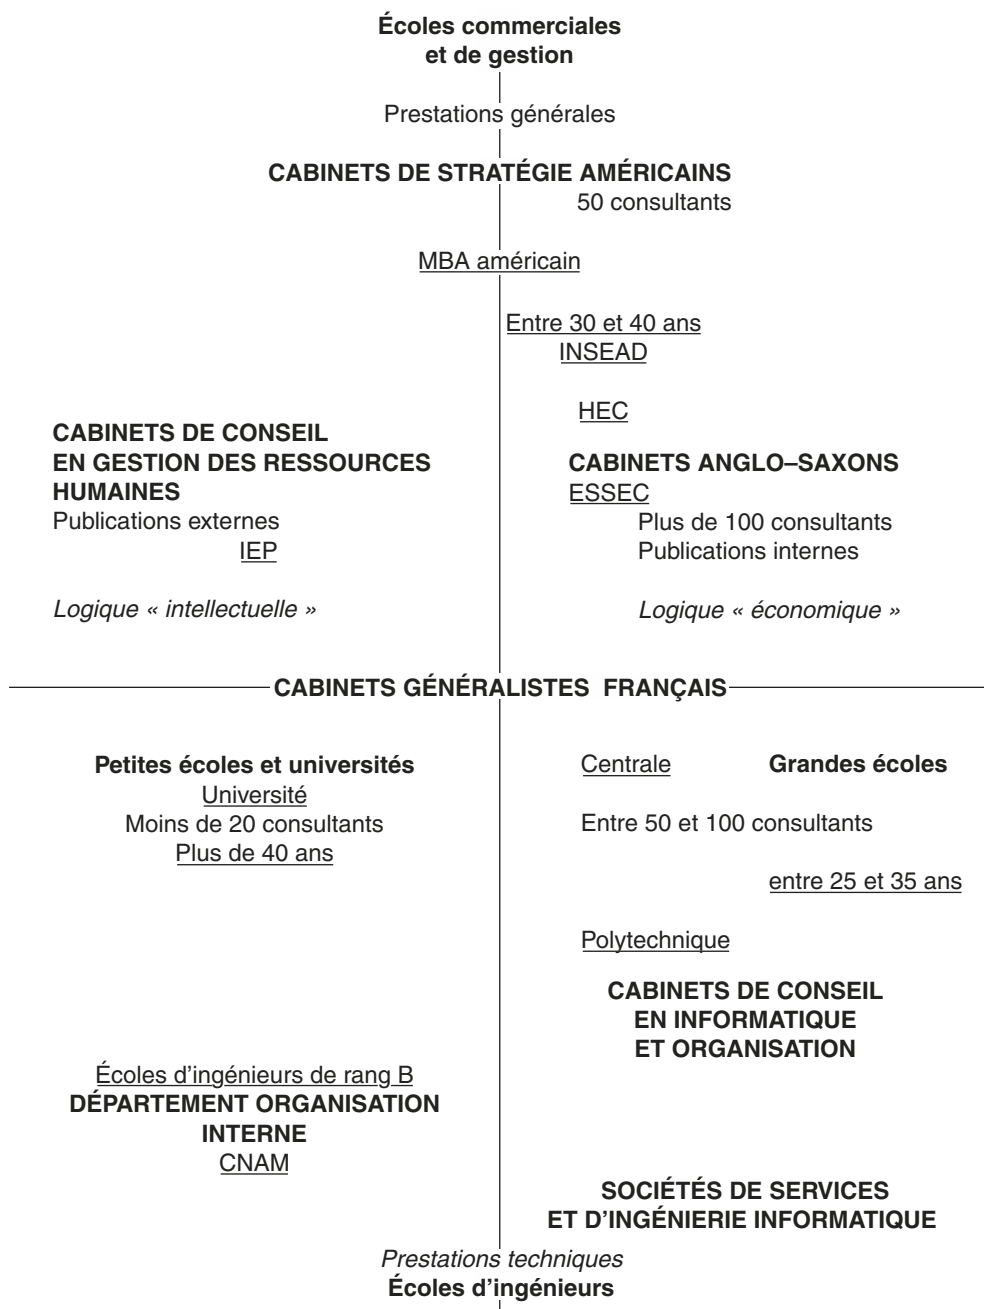 Écoles commerciales
et de gestion
Prestations générales
CABINETS DE STRATÉGIE AMÉRICAINS
50 consultants
MBA américain
Entre 30 et 40 ans
INSEAD
HEC
CABINETS DE CONSEIL
EN GESTION DES RESSOURCES
HUMAINES
Publications externes
IEP
Logique « intellectuelle »
CABINETS ANGLO–SAXONS
ESSEC
Plus de 100 consultants
Publications internes
Logique « économique »
CABINETS GÉNÉRALISTES FRANÇAIS
Petites écoles et universités
Université
Moins de 20 consultants
Plus de 40 ans
Centrale
Grandes écoles
Entre 50 et 100 consultants
entre 25 et 35 ans
Polytechnique
CABINETS DE CONSEIL
EN INFORMATIQUE
ET ORGANISATION
Écoles d'ingénieurs de rang B
DÉPARTEMENT ORGANISATION
INTERNE
CNAM
SOCIÉTÉS DE SERVICES
ET D'INGÉNIERIE INFORMATIQUE
Prestations techniques
Écoles d'ingénieurs